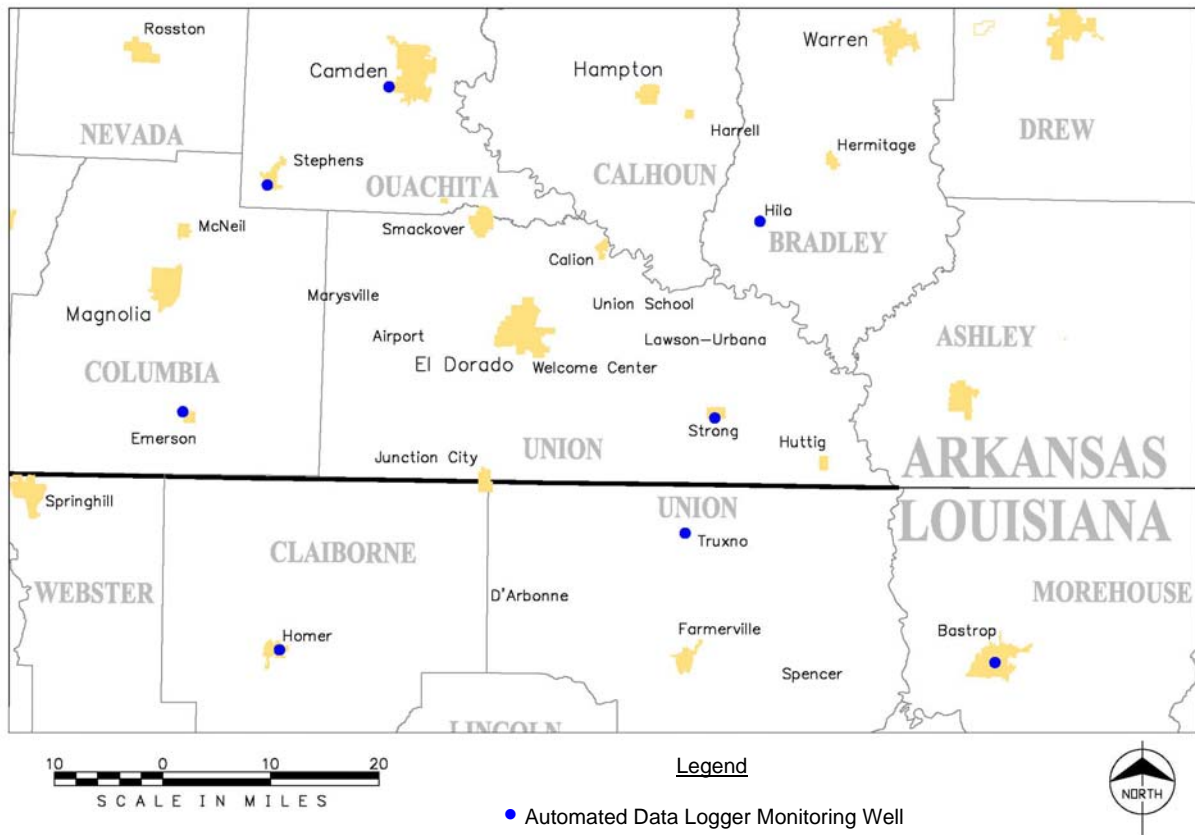 Rosston
Camden
Hampton
Warren
NEVADA
Harrell
DREW
Hermitage
Stephens
OUACHITA
CALHOUN
McNeil
Smackover
Hila
BRADLEY
Calion
Marysville
Union School
Magnolia
Airport
Lawson-Urbana
ASHLEY
El Dorado
Welcome Center
COLUMBIA
Emerson
Strong
Huttig
UNION
Junction City
ARKANSAS
Springhill
UNION
LOUISIANA
Truxno
CLAIBORNE
WEBSTER
D'Arbonne
MOREHOUSE
Homer
Farmerville
Bastrop
Spencer
LINCOLN
10 0 10 20
SCALE IN MILES
Legend
Automated Data Logger Monitoring Well
NORTH